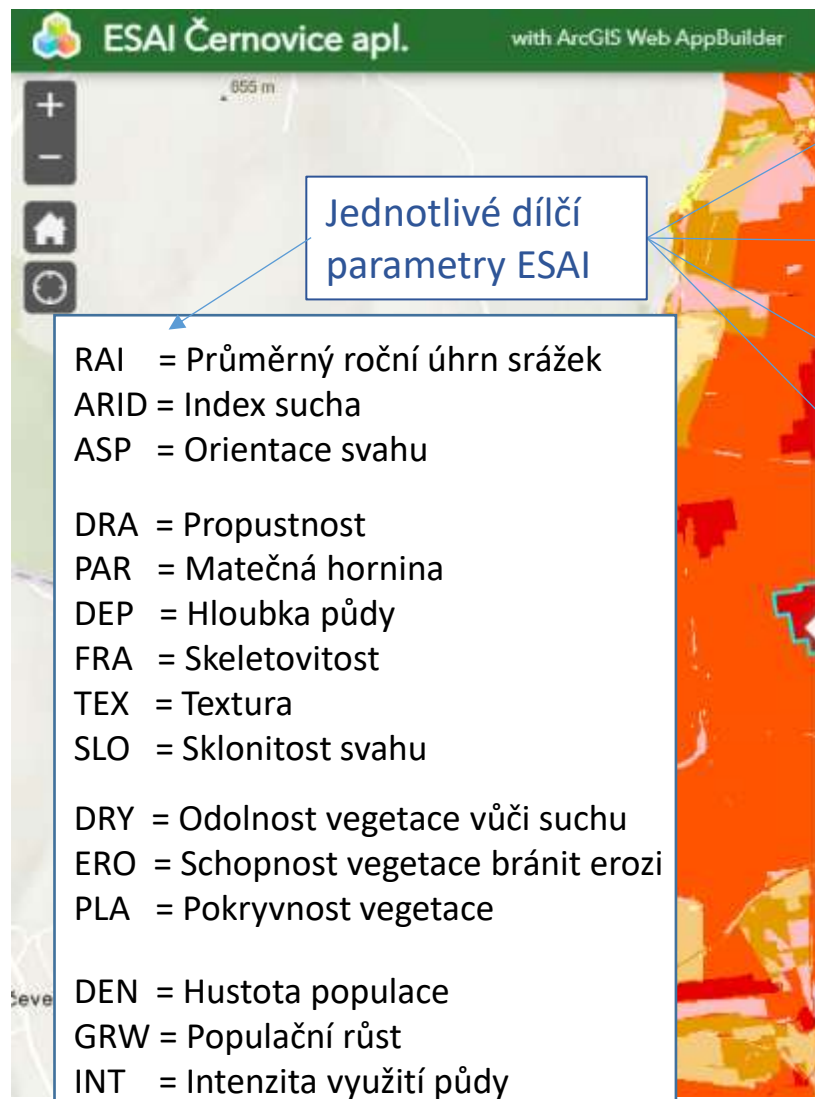 ESAI Černovice apl.
with ArcGIS Web AppBuilder
655 m
Jednotlivé dílčí
parametry ESAI
RAI = Průměrný roční úhrn srážek
ARID = Index sucha
ASP = Orientace svahu
DRA = Propustnost
PAR = Matečná hornina
DEP = Hloubka půdy
FRA = Skeletovitost
TEX = Textura
SLO = Sklonitost svahu
DRY = Odolnost vegetace vůči suchu
ERO = Schopnost vegetace bránit erozi
PLA = Pokryvnost vegetace
DEN = Hustota populace
GRW = Populační růst
INT = Intenzita využití půdy